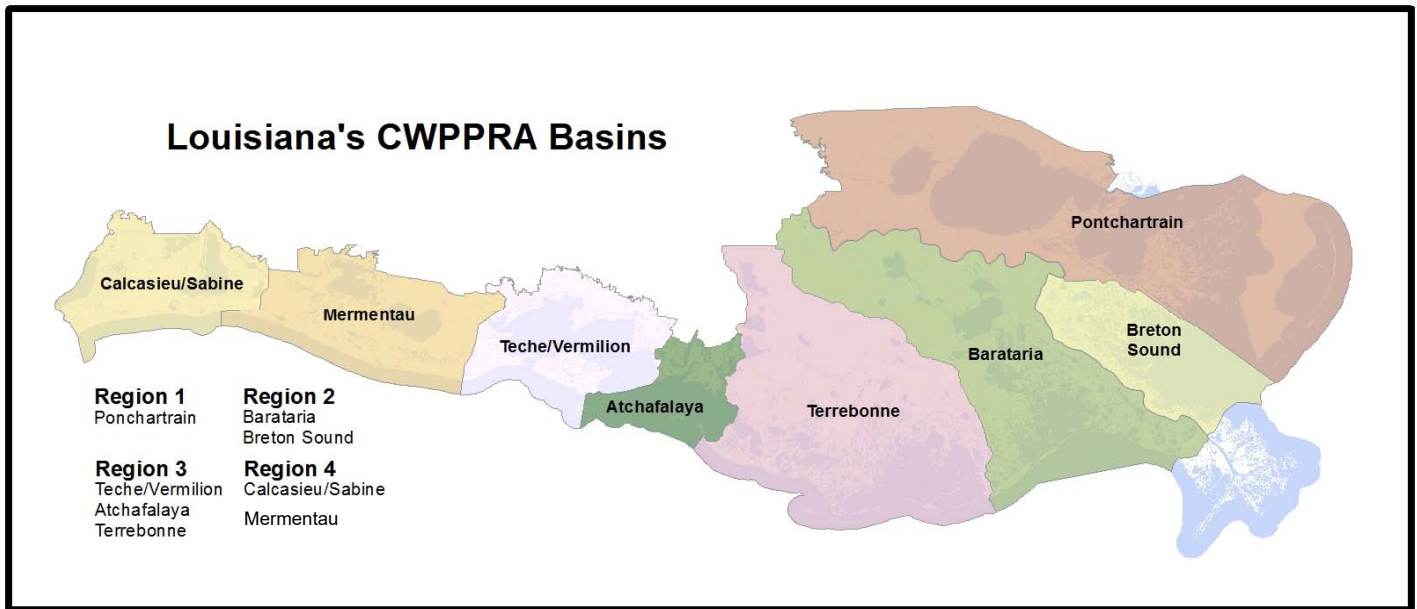 Louisiana's CWPPRA Basins
Pontchartrain
Calcasieu/Sabine
Mermentau
Breton
Sound
Teche/Vermilion
Barataria
Atchafalaya
Terrebonne
Region 1
Ponchartrain
Region 2
Barataria
Breton Sound
Region 3
Teche/Vermilion
Atchafalaya
Terrebonne
Region 4
Calcasieu/Sabine
Mermentau